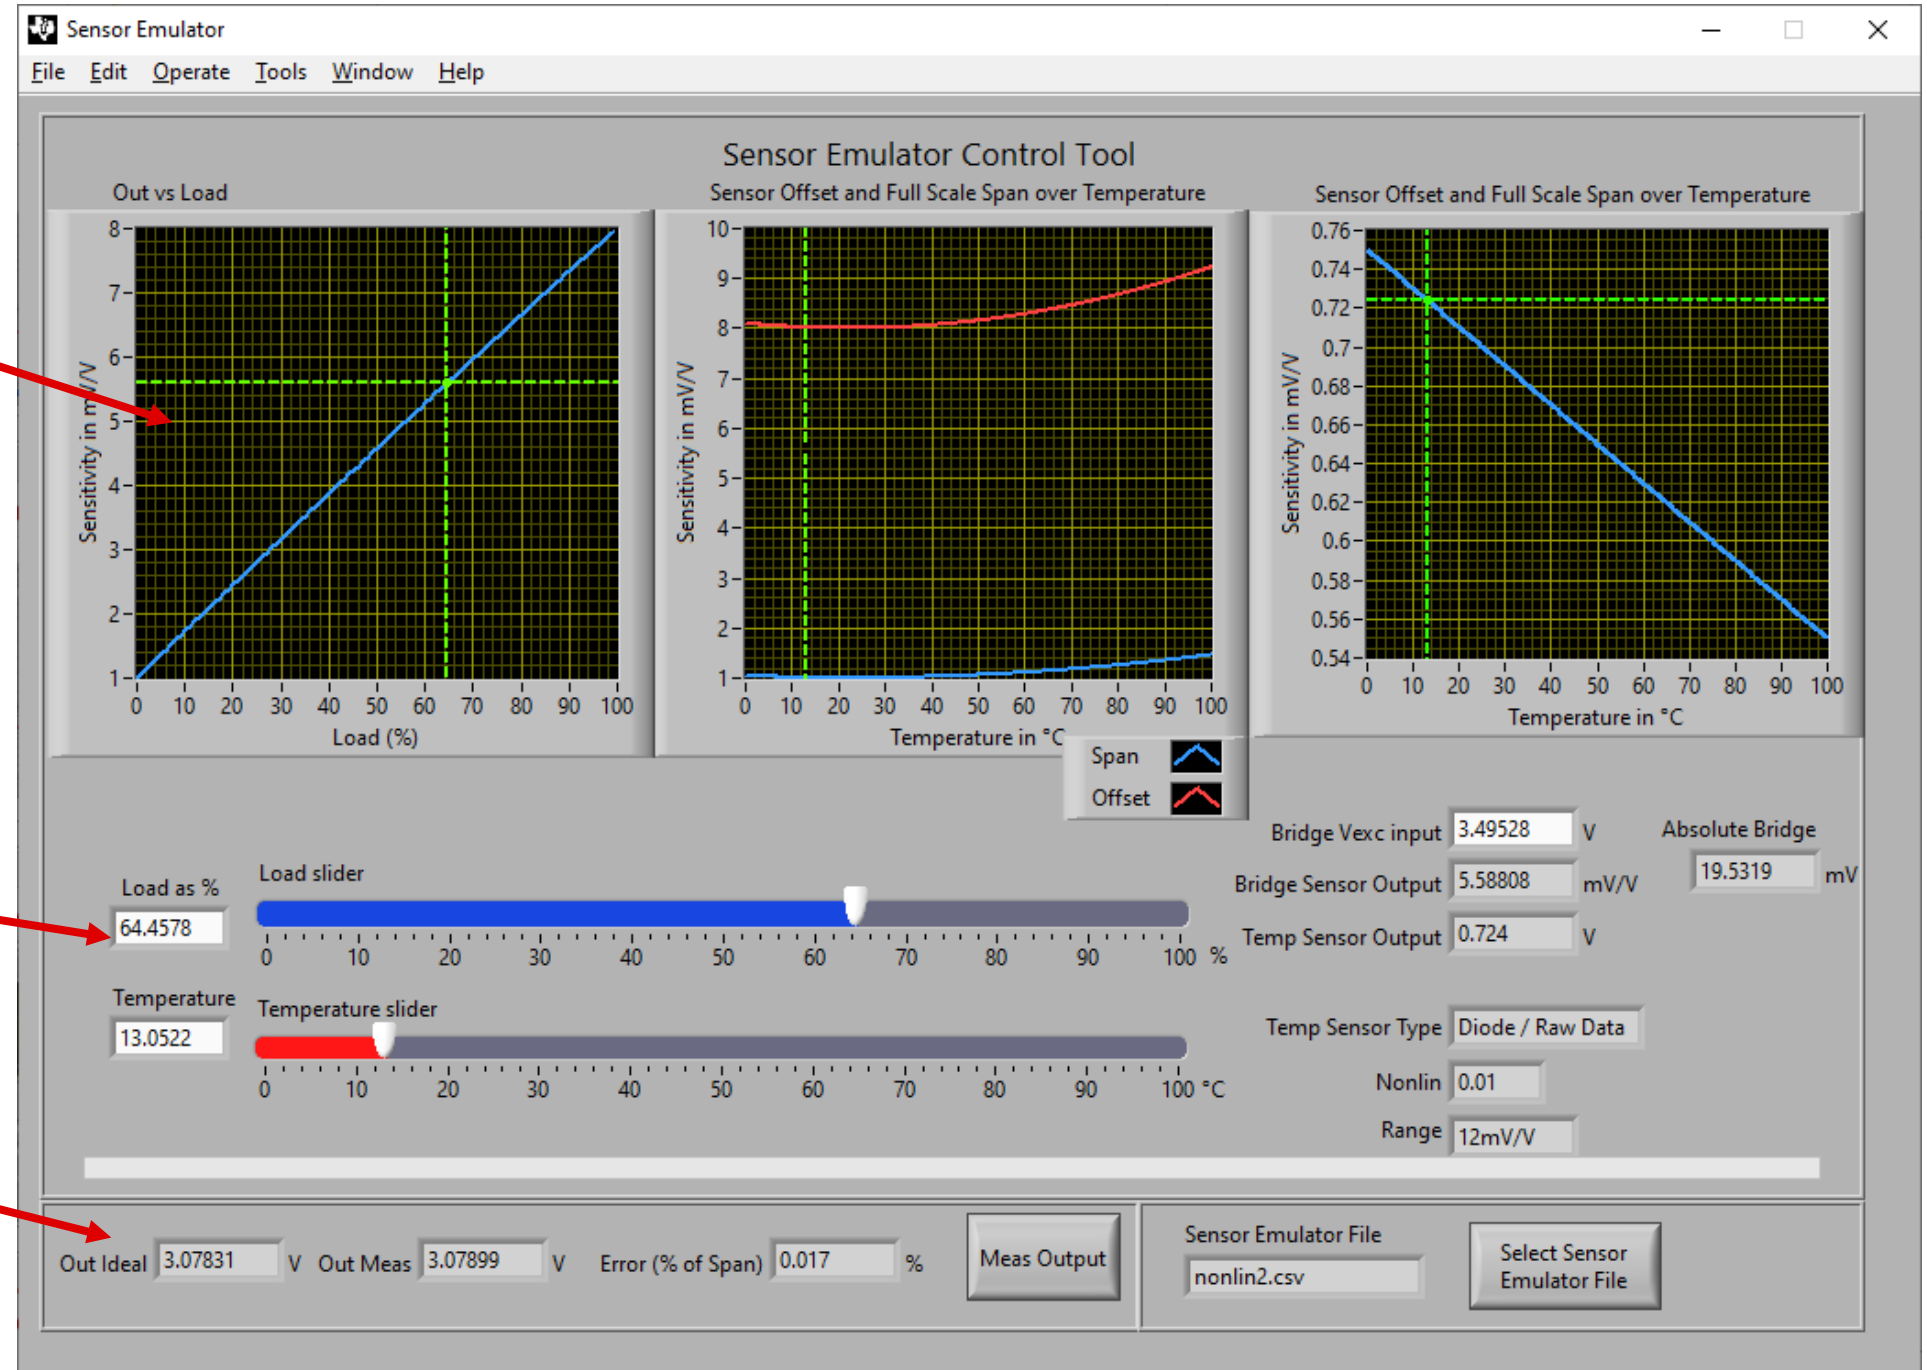 Sensor Emulator
File Edit Operate Tools Window Help
Sensor Emulator Control Tool
Out vs Load
Sensitivity in mV/V
8
7
6
5
4
3
2
1
0 10 20 30 40 50 60 70 80 90 100
Load (%)
Sensor Offset and Full Scale Span over Temperature
Sensitivity in mV/V
10
9
8
7
6
5
4
3
2
1
0 10 20 30 40 50 60 70 80 90 100
Temperature in °C
Span
Offset
Sensor Offset and Full Scale Span over Temperature
Sensitivity in mV/V
0.76
0.74
0.72
0.7
0.68
0.66
0.64
0.62
0.6
0.58
0.56
0.54
0 10 20 30 40 50 60 70 80 90 100
Temperature in °C
Load as %
64.4578
Load slider
0 10 20 30 40 50 60 70 80 90 100 %
Temperature
13.0522
Temperature slider
0 10 20 30 40 50 60 70 80 90 100 °C
Bridge Vexc input 3.49528 V
Absolute Bridge
19.5319 mV
Bridge Sensor Output 5.58808 mV/V
Temp Sensor Output 0.724 V
Temp Sensor Type Diode / Raw Data
Nonlin 0.01
Range 12mV/V
Out Ideal 3.07831 V Out Meas 3.07899 V Error (% of Span) 0.017 %
Meas Output
Sensor Emulator File
nonlin2.csv
Select Sensor
Emulator File